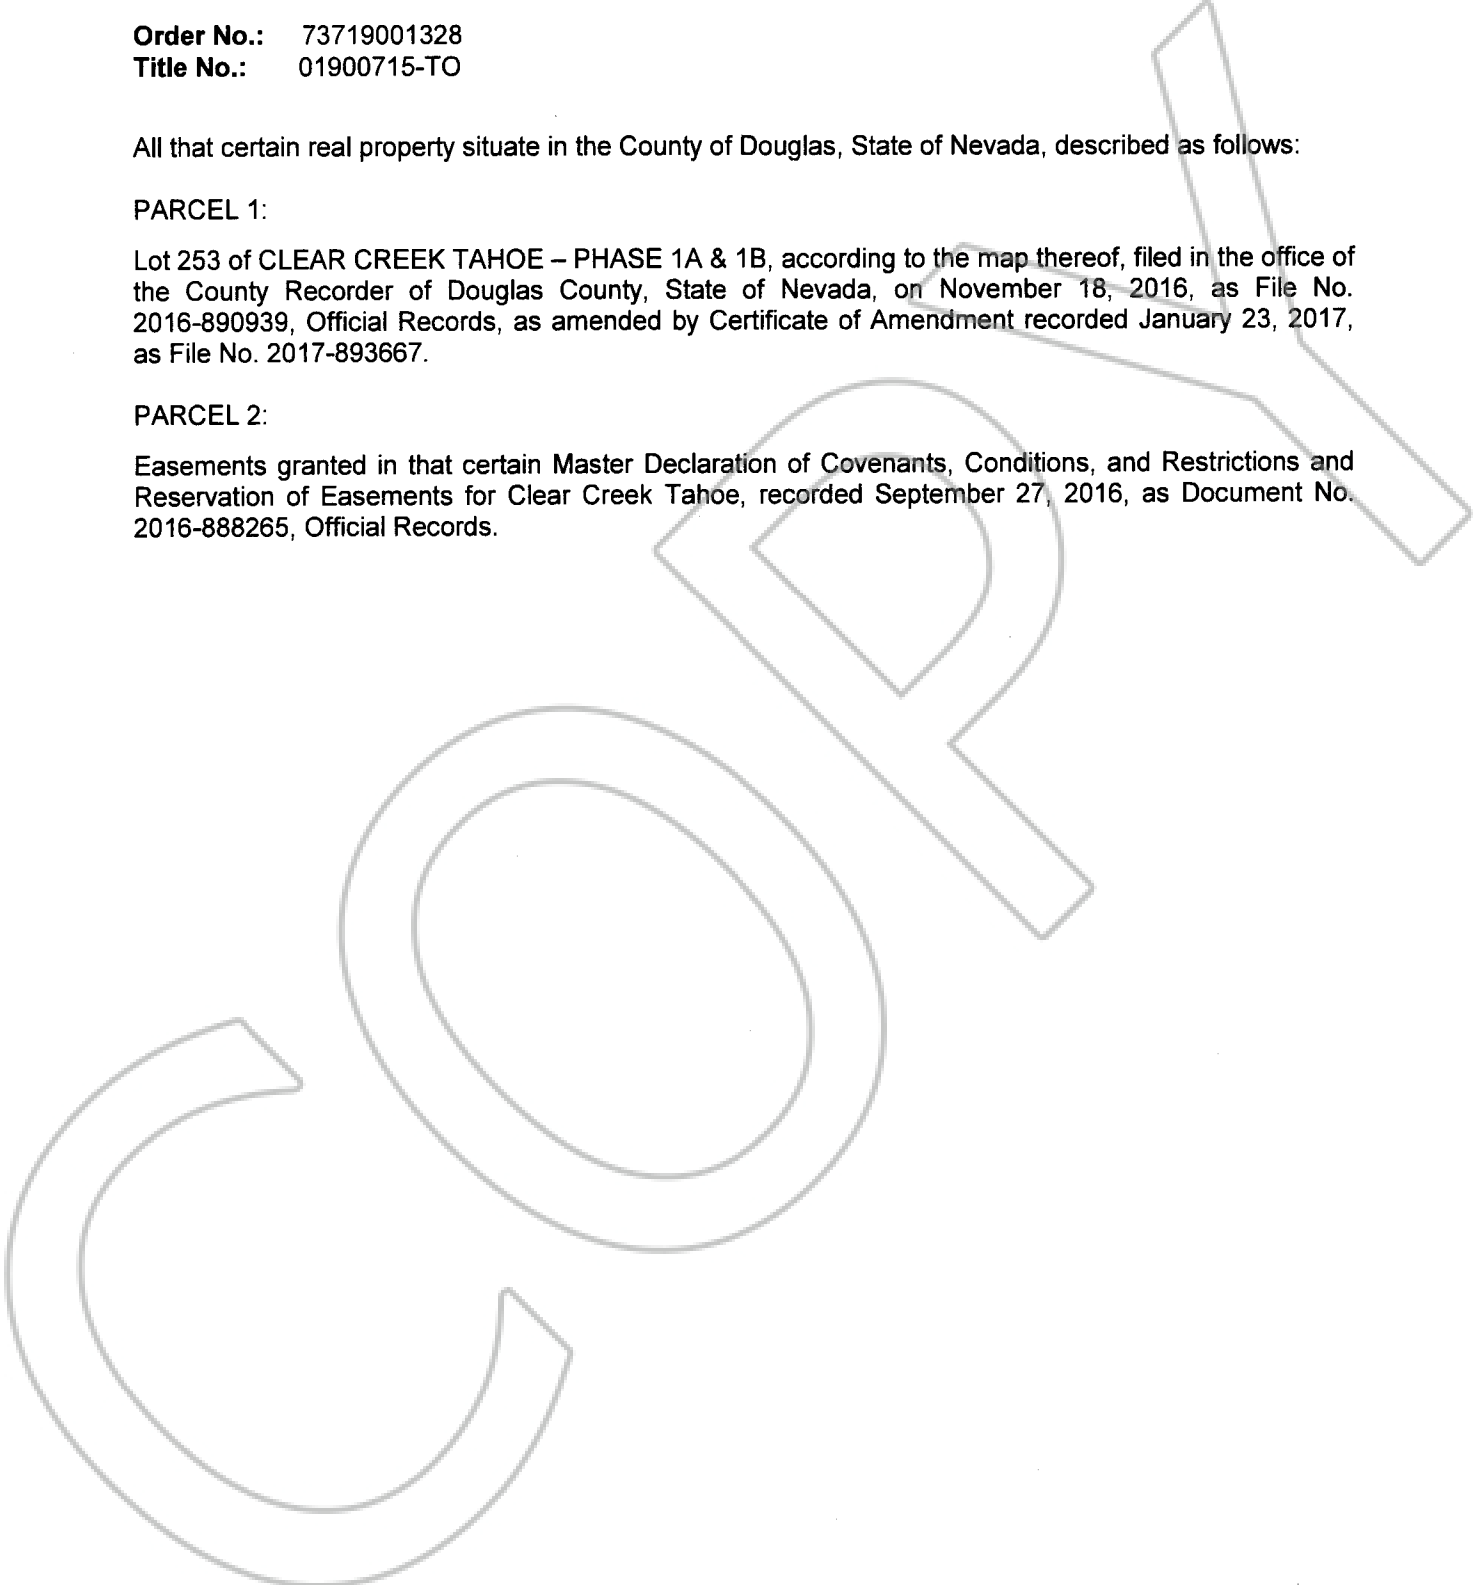 Order No.: 73719001328
Title No.: 01900715-TO
All that certain real property situate in the County of Douglas, State of Nevada, described as follows:
PARCEL 1:
Lot 253 of CLEAR CREEK TAHOE – PHASE 1A & 1B, according to the map thereof, filed in the office of
the County Recorder of Douglas County, State of Nevada, on November 18, 2016, as File No.
2016-890939, Official Records, as amended by Certificate of Amendment recorded January 23, 2017,
as File No. 2017-893667.
PARCEL 2:
Easements granted in that certain Master Declaration of Covenants, Conditions, and Restrictions and
Reservation of Easements for Clear Creek Tahoe, recorded September 27, 2016, as Document No.
2016-888265, Official Records.
COPY